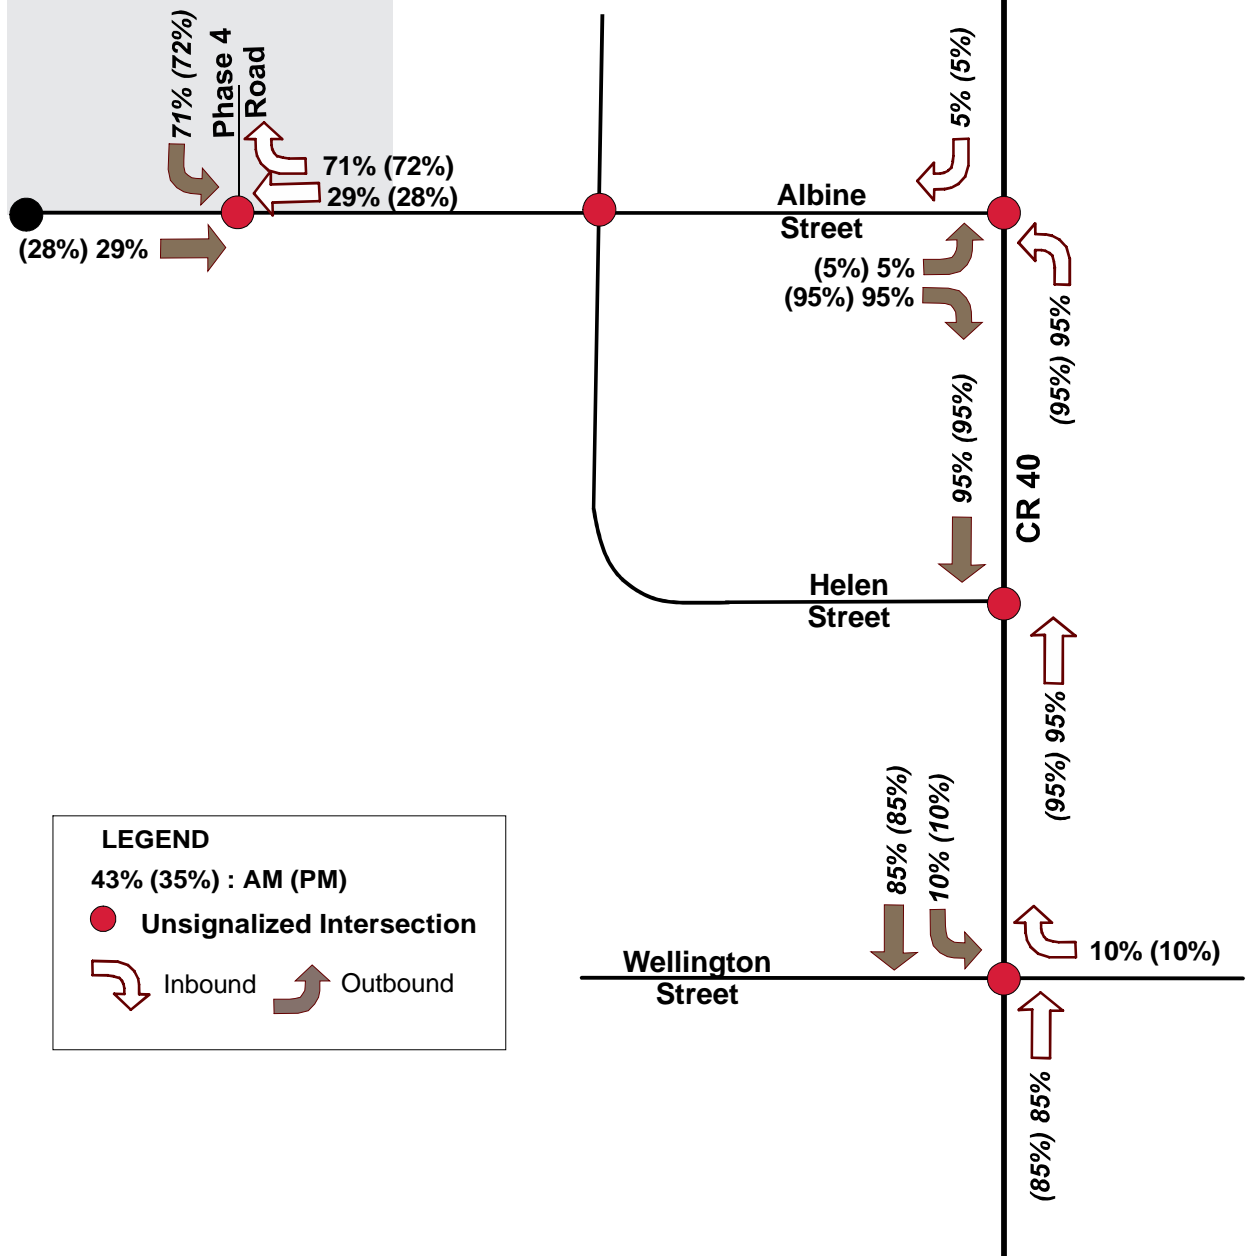 71% (72%)
Phase 4
Road
71% (72%)
29% (28%)
(28%) 29%
5% (5%)
Albine
Street
(5%) 5%
(95%) 95%
(95%) 95%
95% (95%)
CR 40
Helen
Street
(95%) 95%
85% (85%)
10% (10%)
10% (10%)
Wellington
Street
(85%) 85%
LEGEND
43% (35%) : AM (PM)
Unsignalized Intersection
Inbound
Outbound